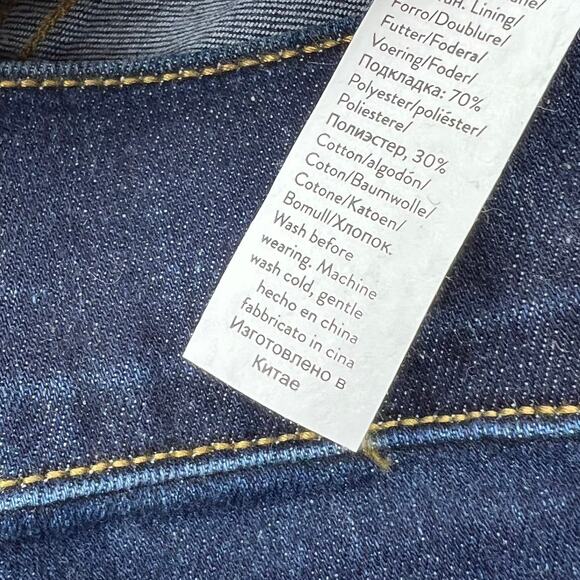 Lining/
Forro/Doublure/
Futter/Fodera/
Voering/Foder/
Подкладка: 70%
Polyester/poliéster/
Poliestere/
Полиэстер, 30%
Cotton/algodón/
Coton/Baumwolle/
Cotone/Katoen/
Bomull/Хлопок.
Wash before
wearing. Machine
wash cold, gentle
hecho en china
fabbricato in cina
Изготовлено в
Китае